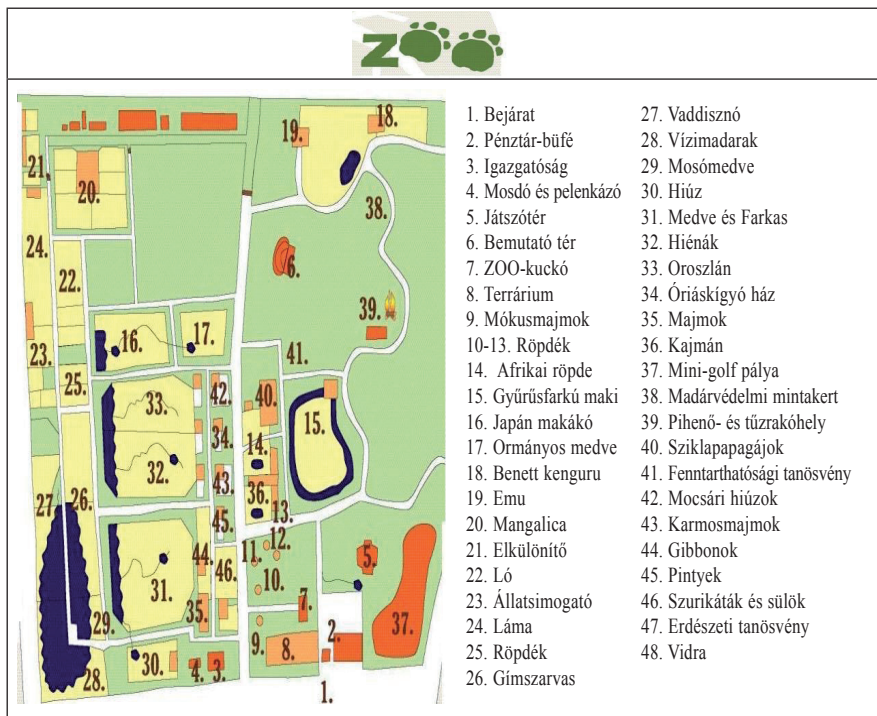 ZOO
19.
18.
21.
20.
38.
24.
6.
22.
39.
16.
17.
41.
23.
25.
42.
40.
33.
34.
14.
15.
32.
43.
36.
27.
26.
45.
13.
44.
12.
11.
46.
5.
31.
10.
35.
7.
29.
9.
8.
2.
37.
30.
4.
3.
28.
1.
1. Bejárat
2. Pénztár-büfé
3. Igazgatóság
4. Mosdó és pelenkázó
5. Játszótér
6. Bemutató tér
7. ZOO-kuckó
8. Terrárium
9. Mókusmajmok
10-13. Röpdék
14. Afrikai röpde
15. Gyűrűsfarkú maki
16. Japán makákó
17. Ormányos medve
18. Benett kenguru
19. Emu
20. Mangalica
21. Elkülönítő
22. Ló
23. Állatsimogató
24. Láma
25. Röpdék
26. Gímszarvas
27. Vaddisznó
28. Vízimadarak
29. Mosómedve
30. Hiúz
31. Medve és Farkas
32. Hiénák
33. Oroszlán
34. Óriáskígyó ház
35. Majmok
36. Kajmán
37. Mini-golf pálya
38. Madárvédelmi mintakert
39. Pihenő- és tűzrakóhely
40. Sziklapapagájok
41. Fenntarthatósági tanösvény
42. Mocsári hiúzok
43. Karmosmajmok
44. Gibbonok
45. Pintyek
46. Szurikáták és sülök
47. Erdészeti tanösvény
48. Vidra